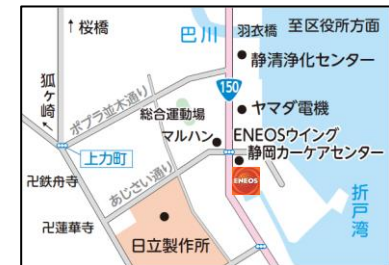 ↑桜橋
巴川
羽衣橋
至区役所方面
静清浄化センター
狐ヶ崎
150
ポプラ並木通り
ヤマダ電機
総合運動場
マルハン
ENEOSウイング
静岡カーケアセンター
上力町
あじさい通り
ENEOS
卍鉄舟寺
折戸湾
卍蓮華寺
日立製作所